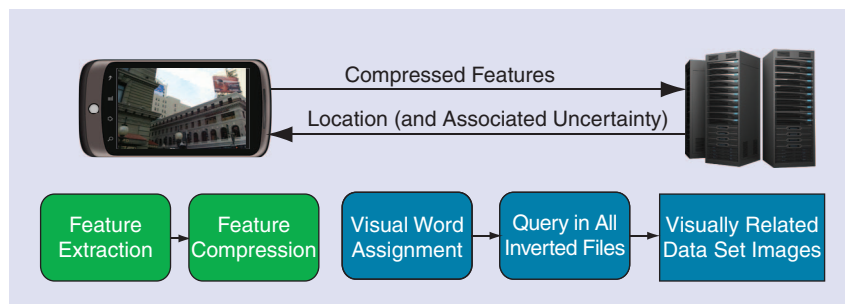 Compressed Features
Location (and Associated Uncertainty)
Feature
Extraction
Feature
Compression
Visual Word
Assignment
Query in All
Inverted Files
Visually Related
Data Set Images